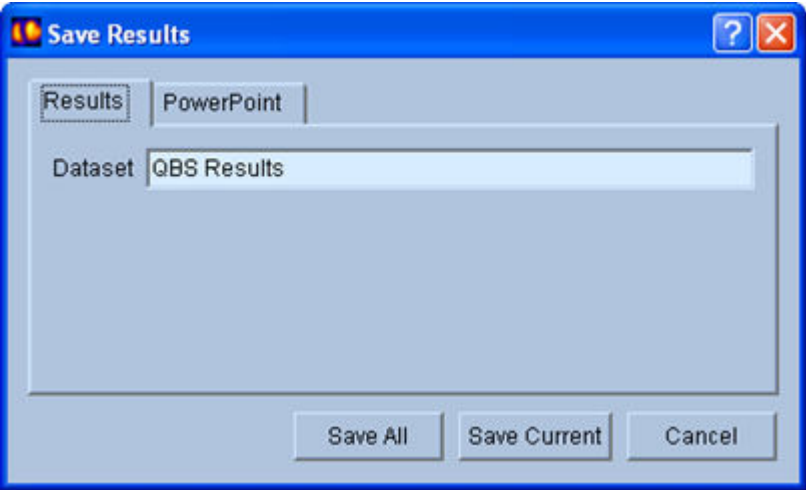 Save Results
?
Results PowerPoint
Dataset QBS Results
Save All Save Current Cancel